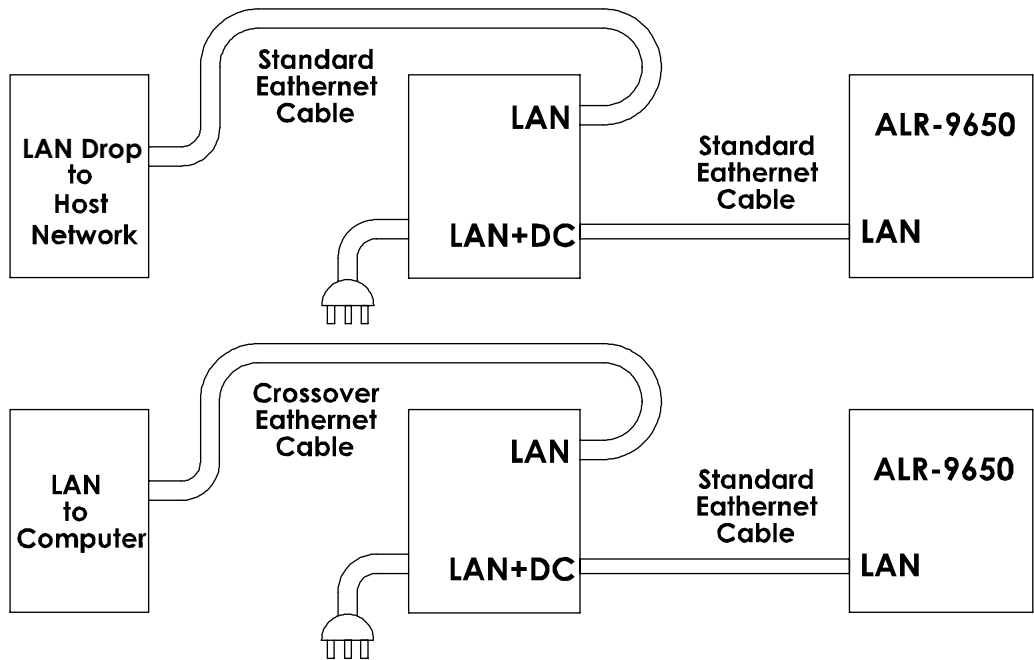 Standard
Eathernet
Cable
LAN Drop
to
Host
Network
LAN
LAN+DC
Standard
Eathernet
Cable
ALR-9650
LAN
Crossover
Eathernet
Cable
LAN
to
Computer
LAN
LAN+DC
Standard
Eathernet
Cable
ALR-9650
LAN